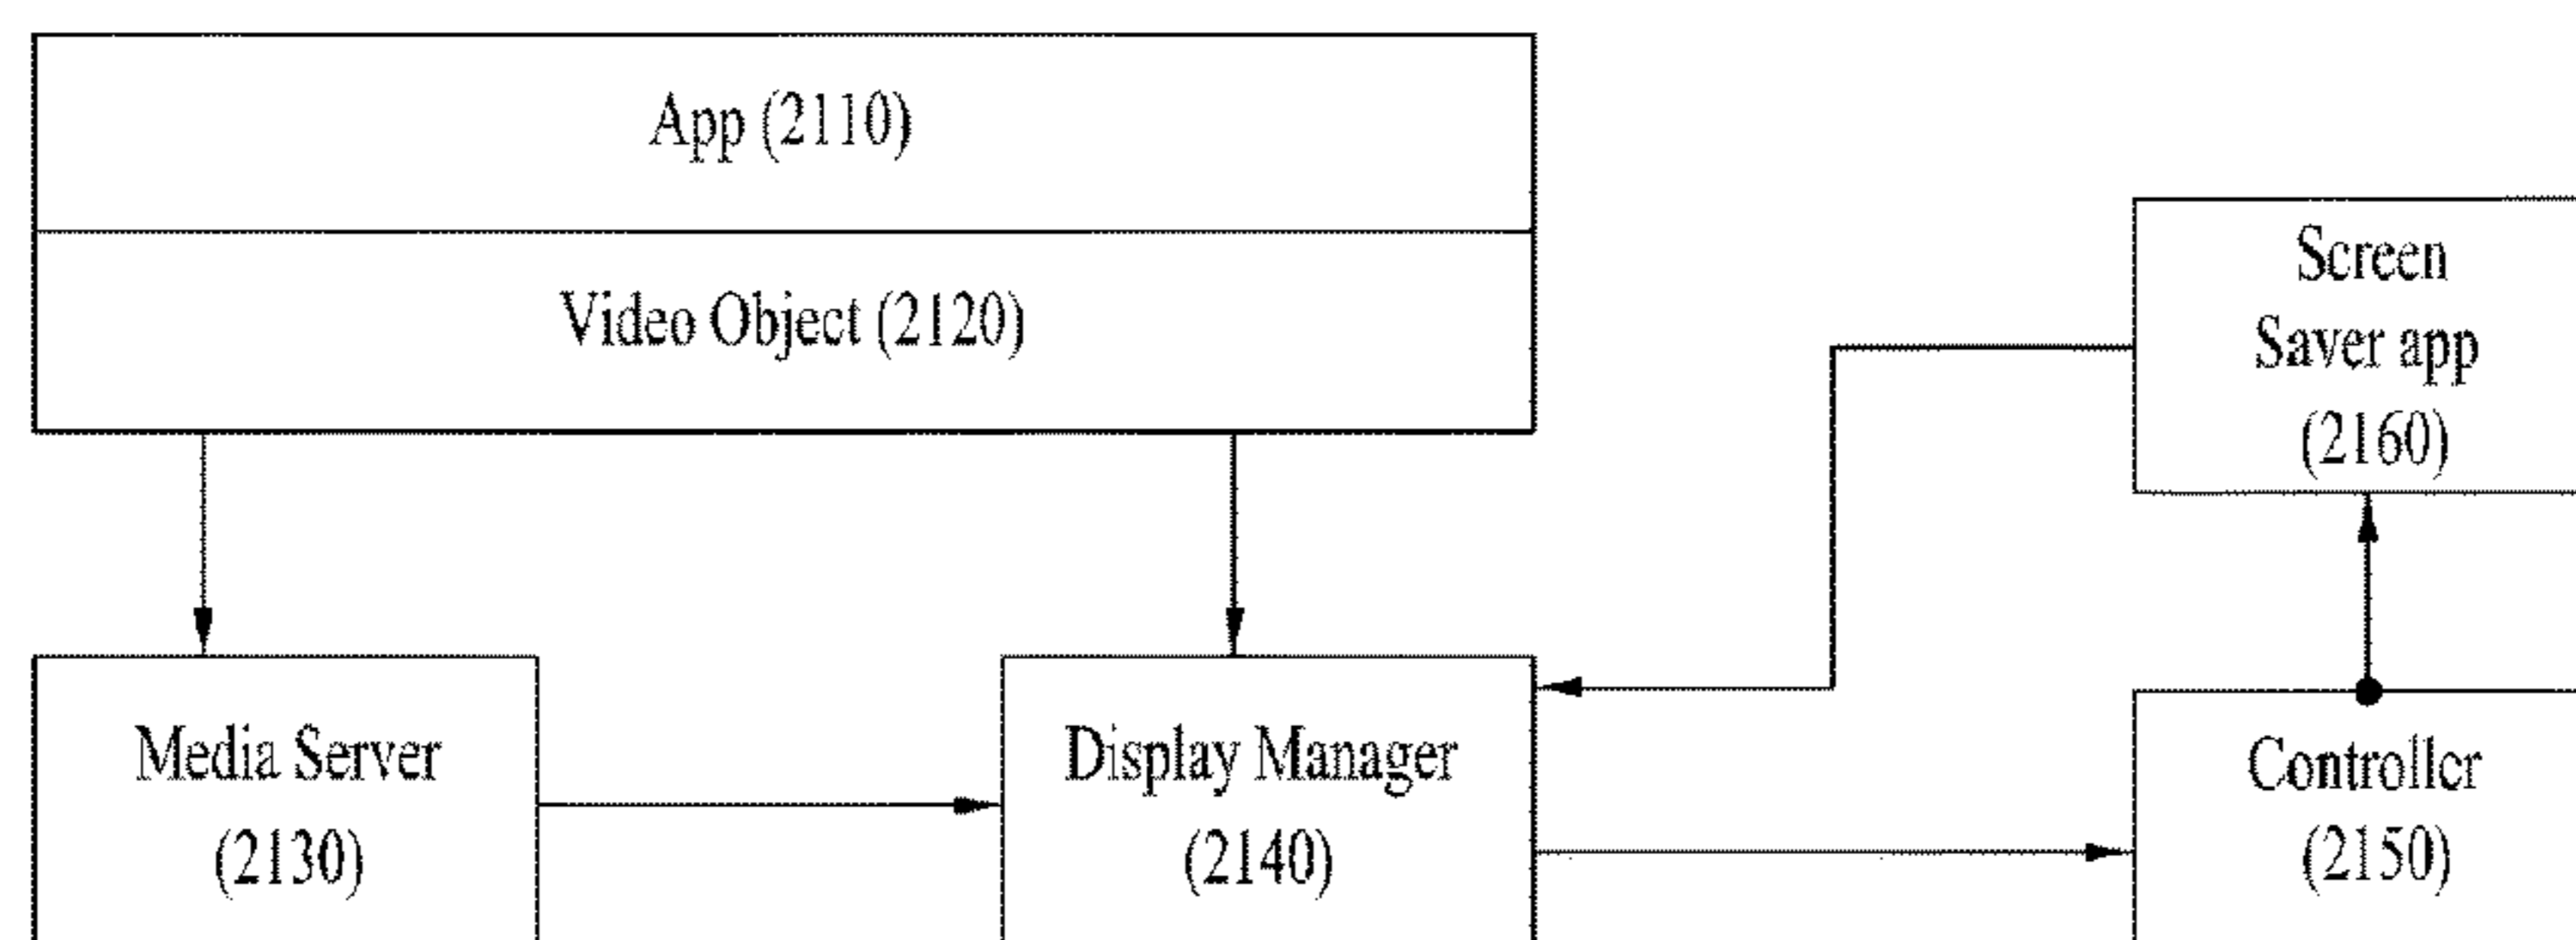 App (2110)
Video Object (2120)
Screen
Saver app
(2160)
Media Server
(2130)
Display Manager
(2140)
Controller
(2150)